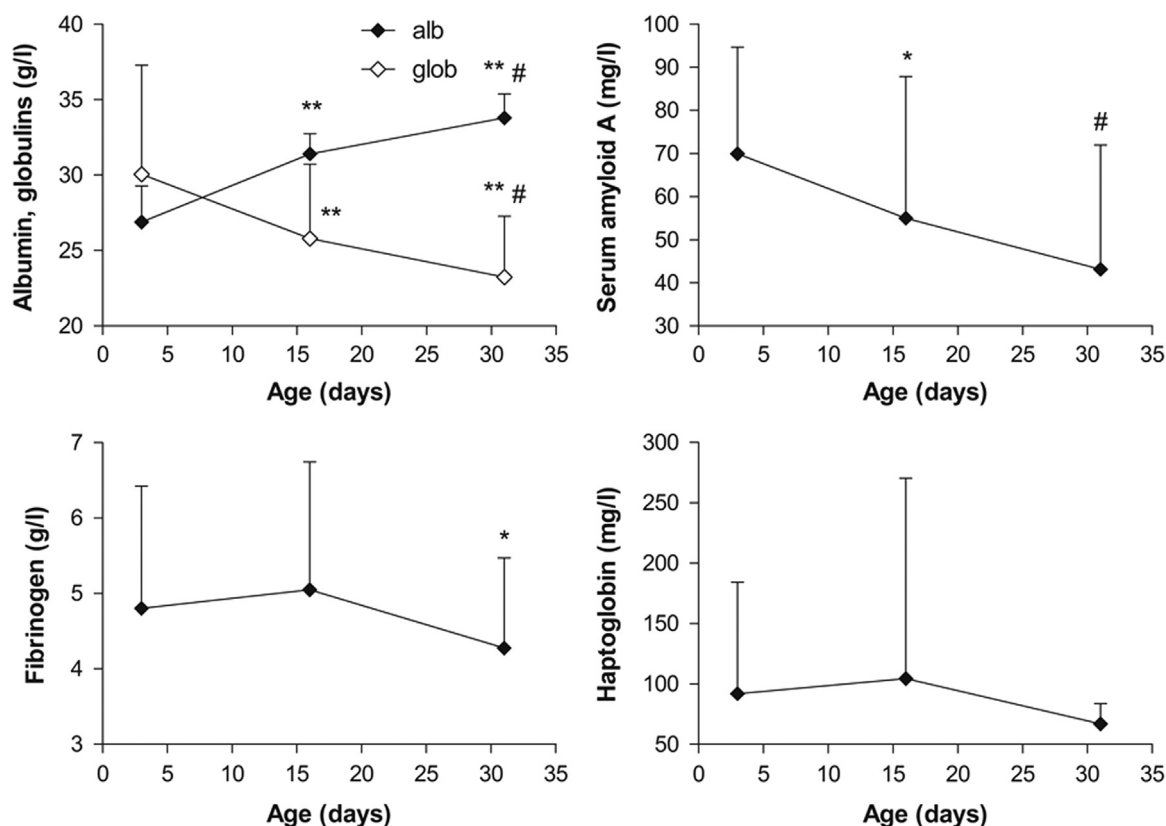 Albumin, globulins (g/l)
40
35
30
25
20
0 5 10 15 20 25 30 35
Age (days)
alb
glob
**
** #
**
** #
Serum amyloid A (mg/l)
100
90
80
70
60
50
40
30
0 5 10 15 20 25 30 35
Age (days)
*
#
Fibrinogen (g/l)
7
6
5
4
3
0 5 10 15 20 25 30 35
Age (days)
*
Haptoglobin (mg/l)
300
250
200
150
100
50
0 5 10 15 20 25 30 35
Age (days)